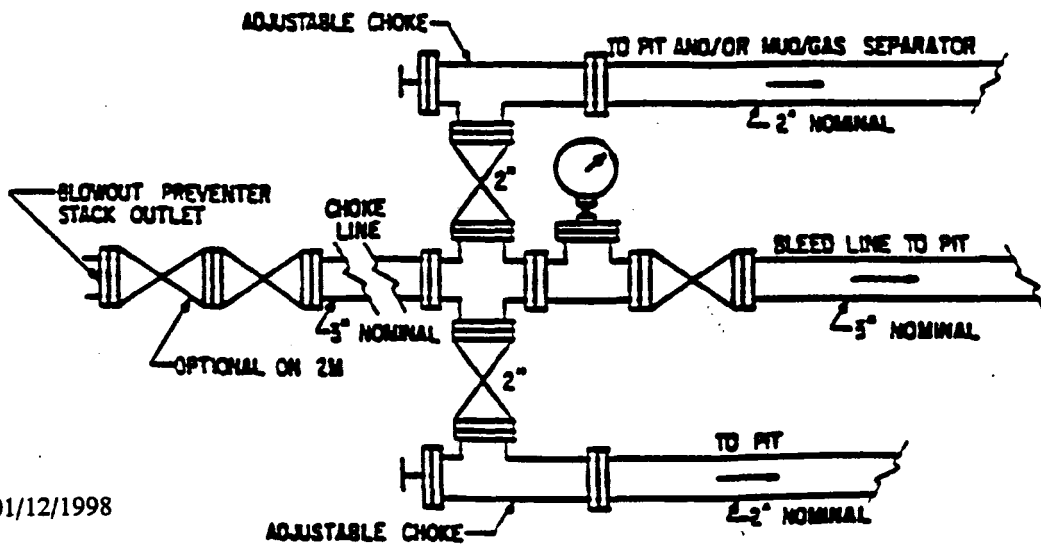 ADJUSTABLE CHOKE
TO PIT AND/OR MUD/GAS SEPARATOR
2" NOMINAL
2"
BLOWOUT PREVENTER
STACK OUTLET
CHOKE
LINE
BLEED LINE TO PIT
3" NOMINAL
3" NOMINAL
OPTIONAL ON 2M
2"
TO PIT
2" NOMINAL
01/12/1998
ADJUSTABLE CHOKE